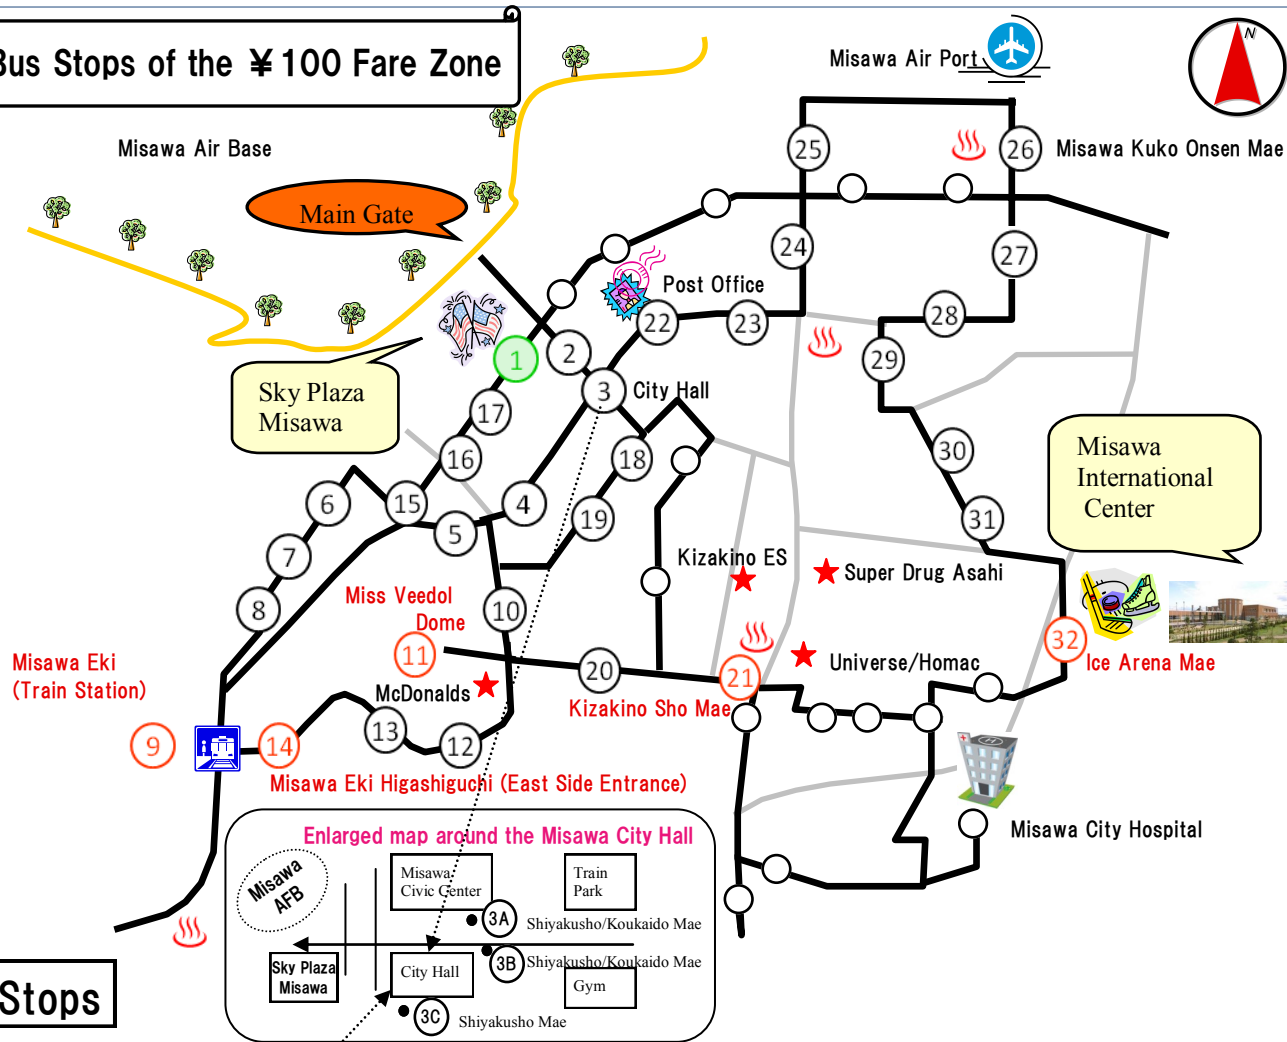 Bus Stops of the ¥100 Fare Zone
Misawa Air Port
N
Misawa Air Base
25
26
Misawa Kuko Onsen Mae
Main Gate
24
27
Post Office
22
23
28
1
2
29
Sky Plaza
Misawa
3
City Hall
17
16
18
30
Misawa
International
Center
6
15
4
19
31
5
7
Kizakino ES
Super Drug Asahi
8
10
Miss Veedol
Dome
11
20
21
Universe/Homac
32
Ice Arena Mae
Misawa Eki
(Train Station)
McDonalds
Kizakino Sho Mae
9
14
13
12
Misawa Eki Higashiguchi (East Side Entrance)
H
Misawa City Hospital
Enlarged map around the Misawa City Hall
Misawa
AFB
Misawa
Civic Center
Train
Park
3A
Shiyakusho/Koukaido Mae
Sky Plaza
Misawa
City Hall
3B
Shiyakusho/Koukaido Mae
Gym
3C
Shiyakusho Mae
Stops